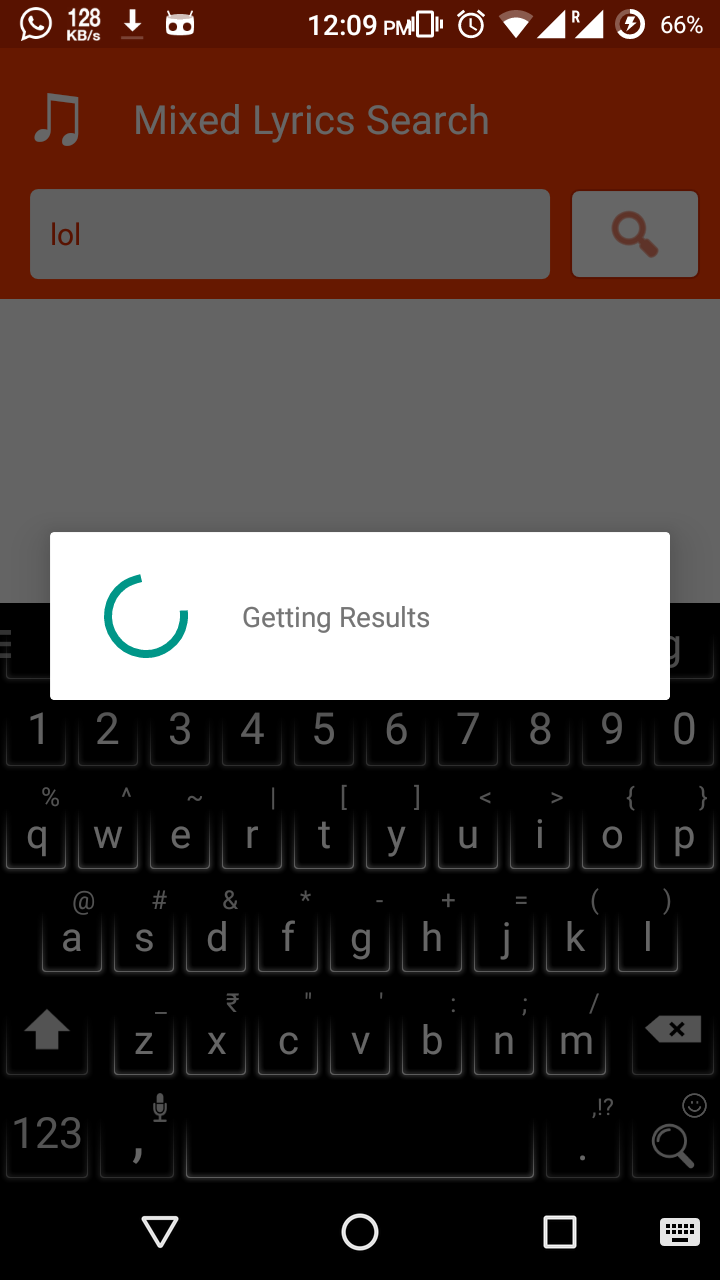 128
KB/s
12:09 PM
R
66%
Mixed Lyrics Search
lol
Getting Results
g
1 2 3 4 5 6 7 8 9 0
% ^ ~ | [ ] < > { }
q w e r t y u i o p
@ # & * - + = ( )
a s d f g h j k l
_ ₹ " ' : ; /
z x c v b n m
,!?
123 , .